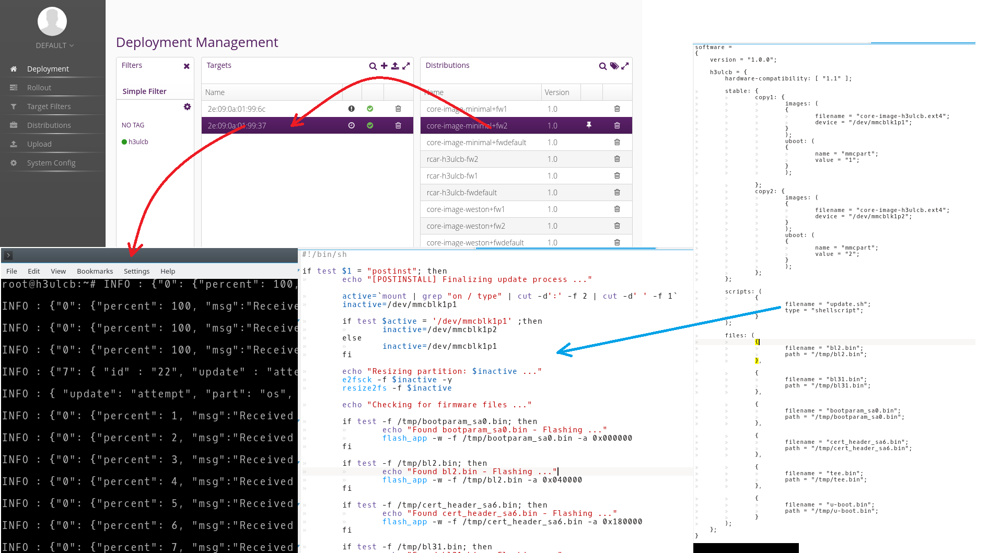 DEFAULT
Deployment
Rollout
Target Filters
Distributions
Upload
System Config
Deployment Management
Filters
Simple Filter
NO TAG
h3ulcb
Targets
Name
2e:09:0a:01:99:6c
2e:09:0a:01:99:37
Distributions
Name Version
core-image-minimal+fw1 1.0
core-image-minimal+fw2 1.0
core-image-minimal+fwdefault 1.0
rcar-h3ulcb-fw2 1.0
rcar-h3ulcb-fw1 1.0
rcar-h3ulcb-fwdefault 1.0
core-image-weston+fw1 1.0
core-image-weston+fw2 1.0
core-image-weston+fwdefault 1.0
File Edit View Bookmarks Settings Help
root@h3ulcb:~# INFO : {"0": {"percent": 100,
INFO : {"0": {"percent": 100, "msg":"Receive
INFO : {"0": {"percent": 100, "msg":"Receive
INFO : {"0": {"percent": 100, "msg":"Receive
INFO : {"7": { "id" : "22", "update" : "atte
INFO : { "update": "attempt", "part": "os",
INFO : {"0": {"percent": 1, "msg":"Received
INFO : {"0": {"percent": 2, "msg":"Received
INFO : {"0": {"percent": 3, "msg":"Received
INFO : {"0": {"percent": 4, "msg":"Received
INFO : {"0": {"percent": 5, "msg":"Received
INFO : {"0": {"percent": 6, "msg":"Received
INFO : {"0": {"percent": 7, "msg":"Received
#!/bin/sh
if test $1 = "postinst"; then
echo "[POSTINSTALL] Finalizing update process ..."
active=`mount | grep "on / type" | cut -d':' -f 2 | cut -d' ' -f 1`
inactive=/dev/mmcblk1p1
if test $active = '/dev/mmcblk1p1' ;then
inactive=/dev/mmcblk1p2
else
inactive=/dev/mmcblk1p1
fi
echo "Resizing partition: $inactive ..."
e2fsck -f $inactive -y
resize2fs -f $inactive
echo "Checking for firmware files ..."
if test -f /tmp/bootparam_sa0.bin; then
echo "Found bootparam_sa0.bin - Flashing ..."
flash_app -w -f /tmp/bootparam_sa0.bin -a 0x000000
fi
if test -f /tmp/bl2.bin; then
echo "Found bl2.bin - Flashing ..."
flash_app -w -f /tmp/bl2.bin -a 0x040000
fi
if test -f /tmp/cert_header_sa6.bin; then
echo "Found cert_header_sa6.bin - Flashing ..."
flash_app -w -f /tmp/cert_header_sa6.bin -a 0x180000
fi
if test -f /tmp/bl31.bin; then
software =
{
version = "1.0.0";
h3ulcb = {
hardware-compatibility: [ "1.1" ];
stable: {
copy1: {
images: (
{
filename = "core-image-h3ulcb.ext4";
device = "/dev/mmcblk1p1";
}
);
uboot: (
{
name = "mmcpart";
value = "1";
}
);
};
copy2: {
images: (
{
filename = "core-image-h3ulcb.ext4";
device = "/dev/mmcblk1p2";
}
);
uboot: (
{
name = "mmcpart";
value = "2";
}
);
};
};
scripts: (
{
filename = "update.sh";
type = "shellscript";
}
);
files: (
{
filename = "bl2.bin";
path = "/tmp/bl2.bin";
},
{
filename = "bl31.bin";
path = "/tmp/bl31.bin";
},
{
filename = "bootparam_sa0.bin";
path = "/tmp/bootparam_sa0.bin";
},
{
filename = "cert_header_sa6.bin";
path = "/tmp/cert_header_sa6.bin";
},
{
filename = "tee.bin";
path = "/tmp/tee.bin";
},
{
filename = "u-boot.bin";
path = "/tmp/u-boot.bin";
}
);
};
}